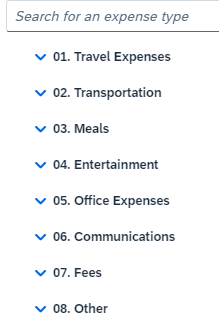 Search for an expense type
01. Travel Expenses
02. Transportation
03. Meals
04. Entertainment
05. Office Expenses
06. Communications
07. Fees
08. Other